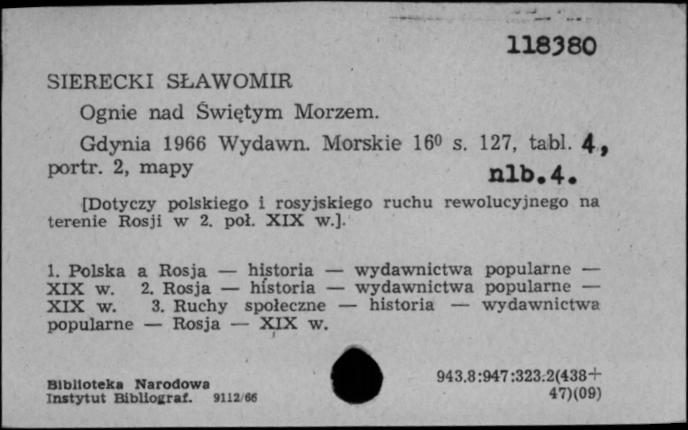 118380
SIERECKI SŁAWOMIR
Ognie nad Świętym Morzem.
Gdynia 1966 Wydawn. Morskie 16⁰ s. 127, tabl. 4,
portr. 2, mapy nlb.4.
[Dotyczy polskiego i rosyjskiego ruchu rewolucyjnego na
terenie Rosji w 2. poł. XIX w.].
1. Polska a Rosja — historia — wydawnictwa popularne —
XIX w. 2. Rosja — historia — wydawnictwa popularne —
XIX w. 3. Ruchy społeczne — historia — wydawnictwa
popularne — Rosja — XIX w.
Biblioteka Narodowa
Instytut Bibliograf. 9112/66
943.8:947:323.2(438+
47)(09)